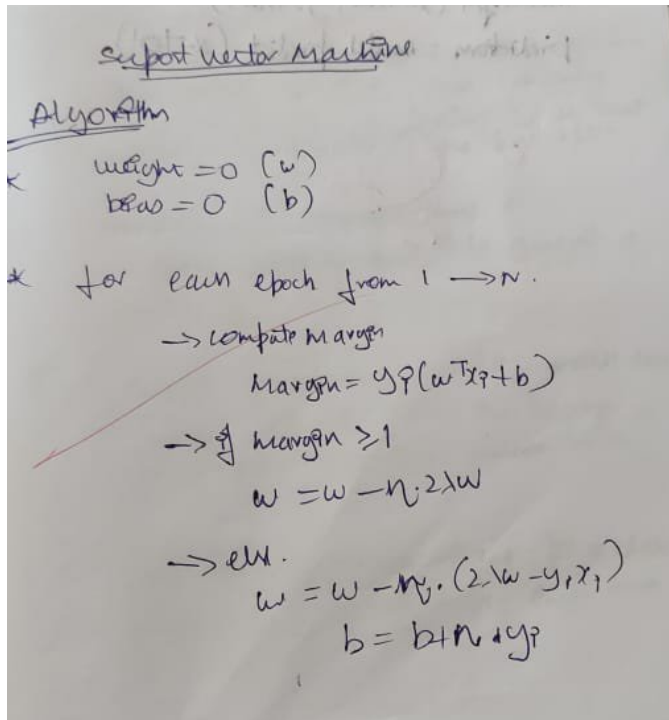 Suport Vector Machine
Algorithm
* weight = 0 (w)
bias = 0 (b)
* for each epoch from 1 → N.
→ compute Margin
Margin = yi(wᵀxi + b)
→ if margin ≥ 1
w = w - η.2λw
→ else.
w = w - η.(2λw - yixi)
b = b + η.yi